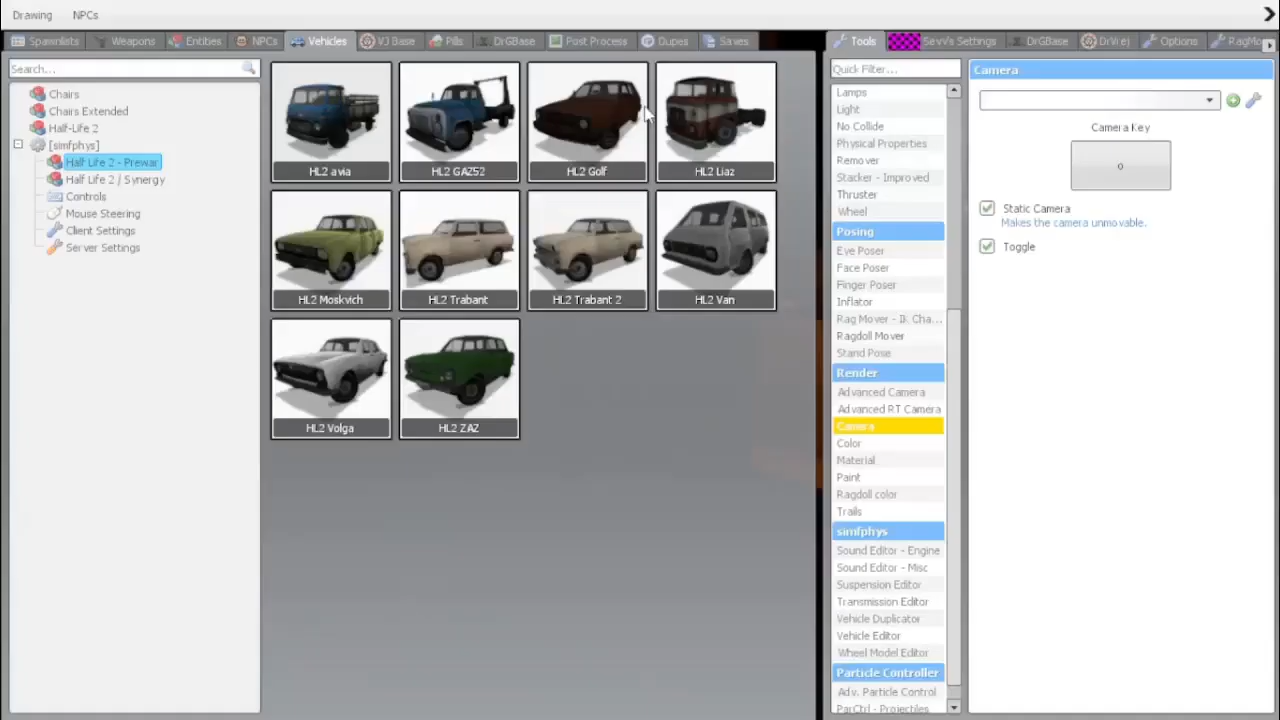 Drawing NPCs
Spawnlists Weapons Entities NPCs Vehicles VJ Base Pills DrGBase Post Process Dupes Saves
Tools Sevv's Settings DrGBase DrVrej Options RagMo
Search...
Chairs
Chairs Extended
Half-Life 2
[simfphys]
Half Life 2 - Prewar
Half Life 2 / Synergy
Controls
Mouse Steering
Client Settings
Server Settings
HL2 avia
HL2 GAZ52
HL2 Golf
HL2 Liaz
HL2 Moskvich
HL2 Trabant
HL2 Trabant 2
HL2 Van
HL2 Volga
HL2 ZAZ
Quick Filter...
Lamps
Light
No Collide
Physical Properties
Remover
Stacker - Improved
Thruster
Wheel
Posing
Eye Poser
Face Poser
Finger Poser
Inflator
Rag Mover - IK Cha...
Ragdoll Mover
Stand Pose
Render
Advanced Camera
Advanced RT Camera
Camera
Color
Material
Paint
Ragdoll color
Trails
simfphys
Sound Editor - Engine
Sound Editor - Misc
Suspension Editor
Transmission Editor
Vehicle Duplicator
Vehicle Editor
Wheel Model Editor
Particle Controller
Adv. Particle Control
ParCtrl - Projectiles
Camera
Camera Key
0
Static Camera
Makes the camera unmovable.
Toggle